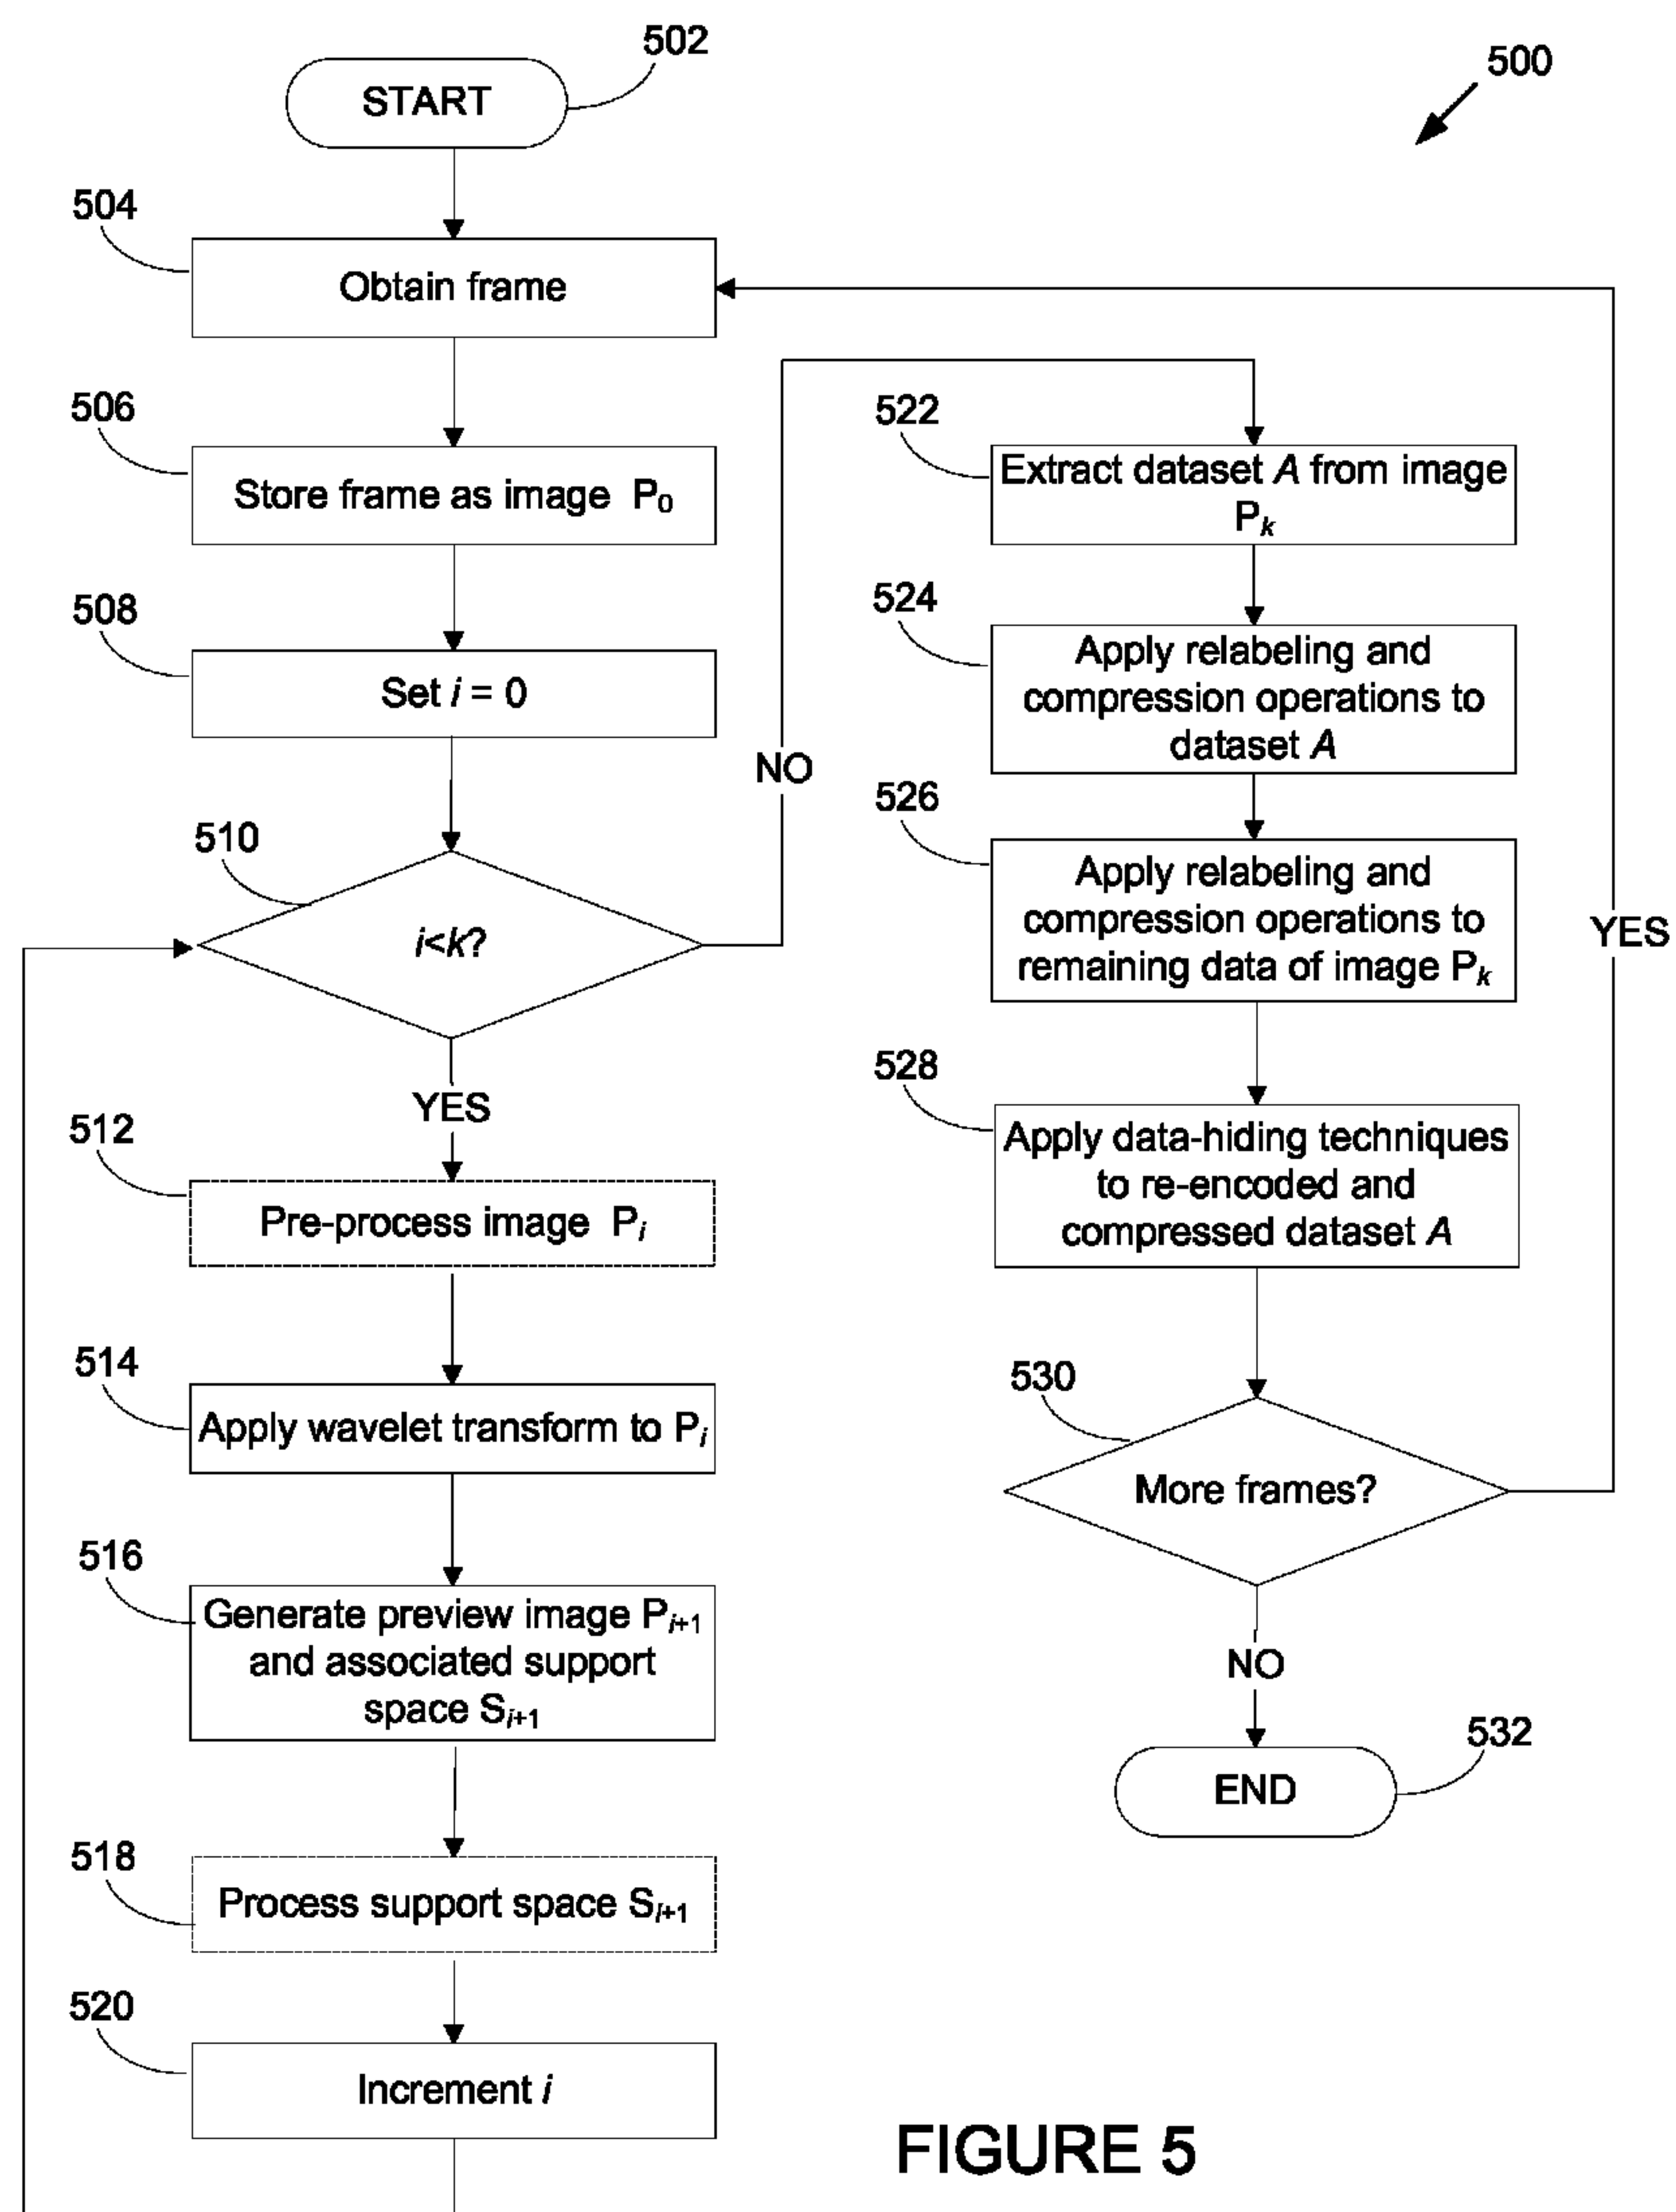 502
START
500
504
Obtain frame
506
Store frame as image P0
508
Set i = 0
510
i<k?
NO
YES
512
Pre-process image Pi
514
Apply wavelet transform to Pi
516
Generate preview image Pi+1
and associated support
space Si+1
518
Process support space Si+1
520
Increment i
522
Extract dataset A from image
Pk
524
Apply relabeling and
compression operations to
dataset A
526
Apply relabeling and
compression operations to
remaining data of image Pk
YES
528
Apply data-hiding techniques
to re-encoded and
compressed dataset A
530
More frames?
NO
532
END
FIGURE 5